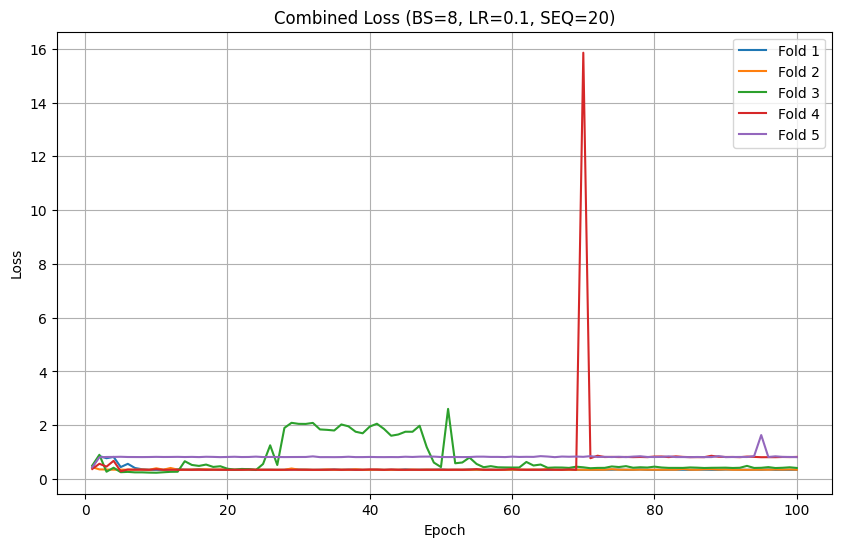 Combined Loss (BS=8, LR=0.1, SEQ=20)
Fold 1
Fold 2
Fold 3
Fold 4
Fold 5
Loss
16
14
12
10
8
6
4
2
0
0 20 40 60 80 100
Epoch